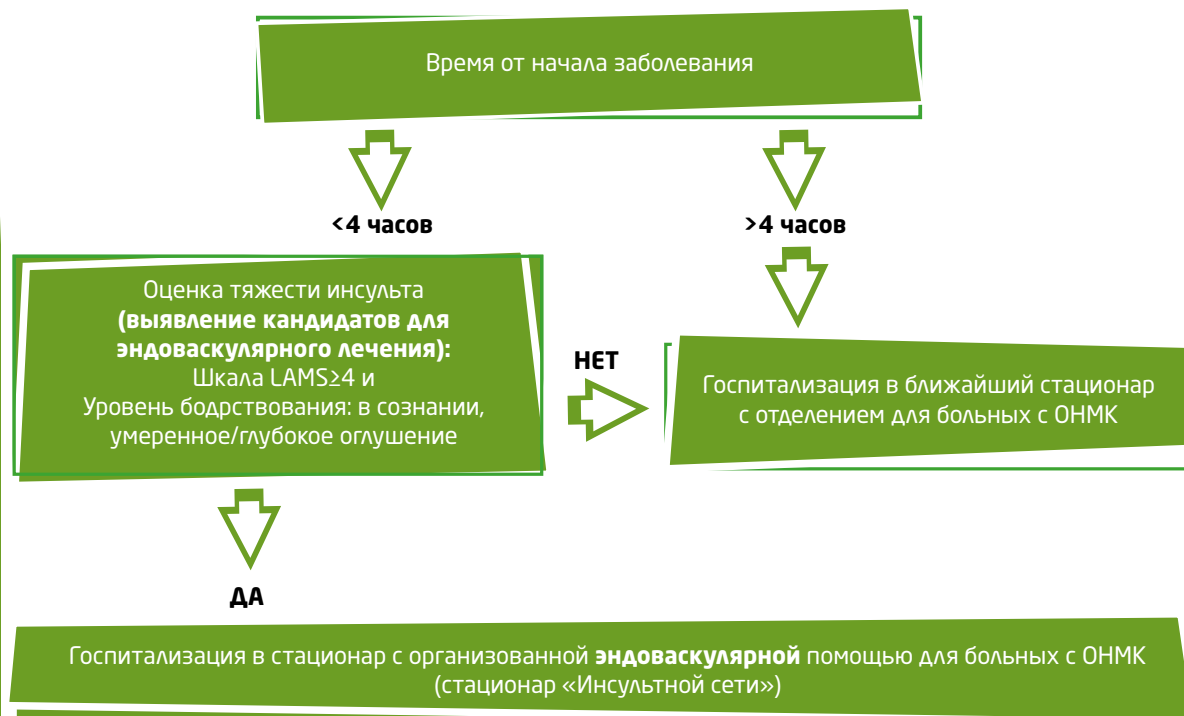 Время от начала заболевания
<4 часов
>4 часов
Оценка тяжести инсульта
(выявление кандидатов для
эндоваскулярного лечения):
Шкала LAMS≥4 и
Уровень бодрствования: в сознании,
умеренное/глубокое оглушение
НЕТ
Госпитализация в ближайший стационар
с отделением для больных с ОНМК
ДА
Госпитализация в стационар с организованной эндоваскулярной помощью для больных с ОНМК
(стационар «Инсультной сети»)